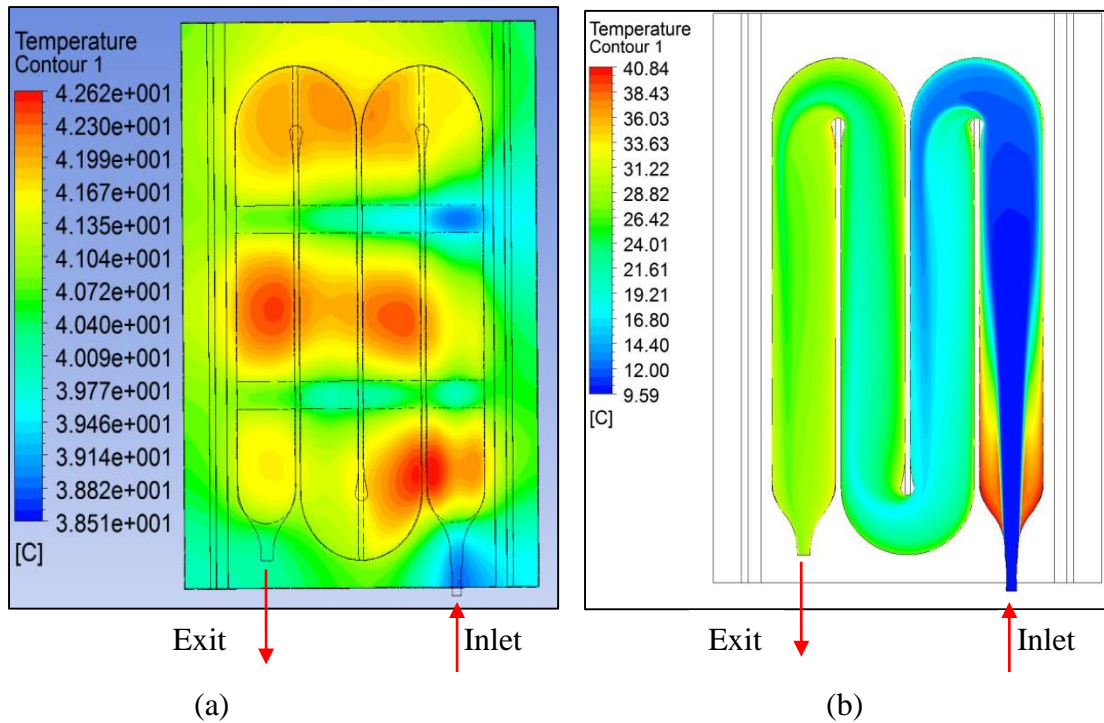 Temperature
Contour 1
4.262e+001
4.230e+001
4.199e+001
4.167e+001
4.135e+001
4.104e+001
4.072e+001
4.040e+001
4.009e+001
3.977e+001
3.946e+001
3.914e+001
3.882e+001
3.851e+001
[C]
Exit
Inlet
(a)
Temperature
Contour 1
40.84
38.43
36.03
33.63
31.22
28.82
26.42
24.01
21.61
19.21
16.80
14.40
12.00
9.59
[C]
Exit
Inlet
(b)